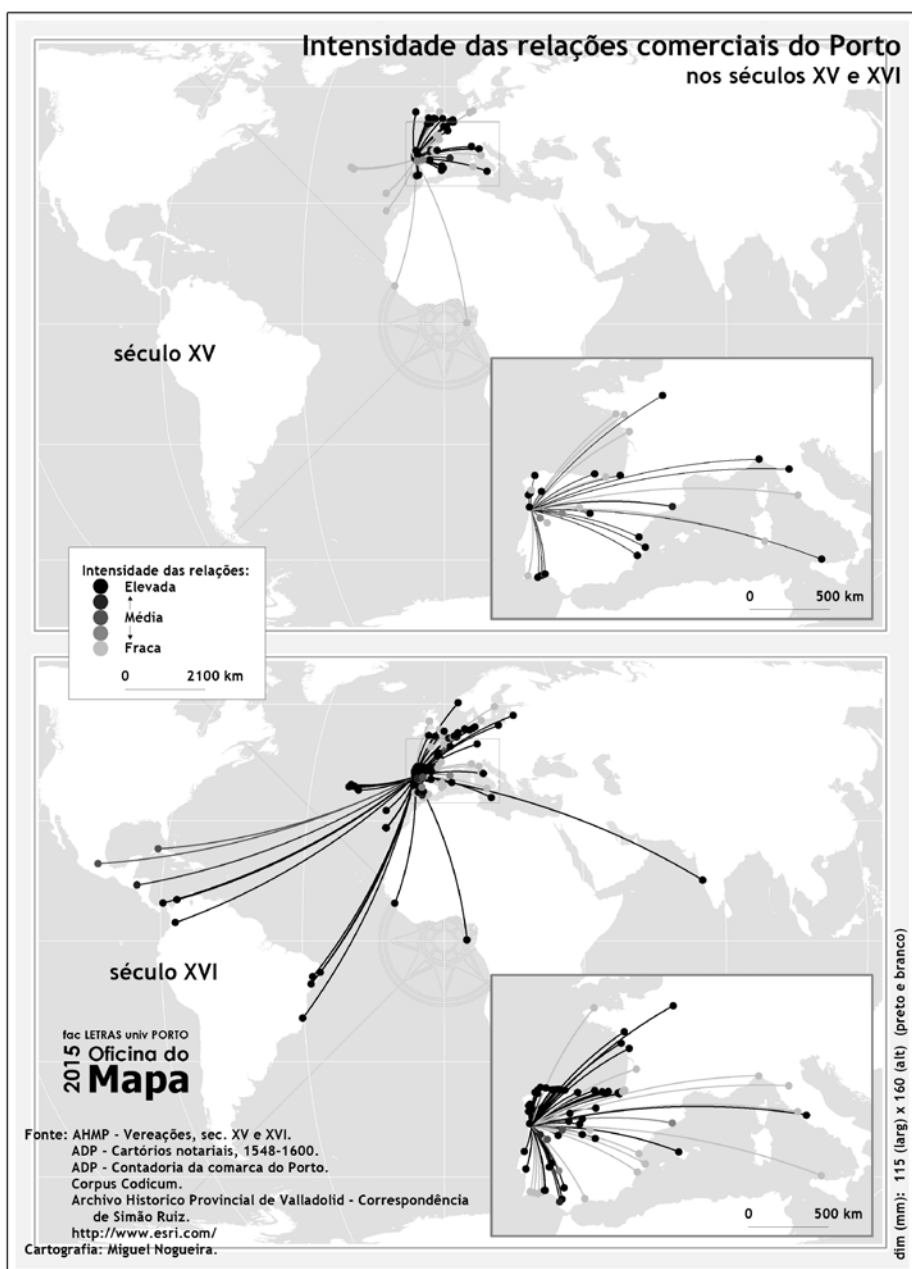 Intensidade das relações comerciais do Porto
nos séculos XV e XVI
século XV
0 500 km
Intensidade das relações:
Elevada
Média
Fraca
0 2100 km
século XVI
fac LETRAS univ PORTO
2015 Oficina do
Mapa
Fonte: AHMP - Vereações, sec. XV e XVI.
ADP - Cartórios notariais, 1548-1600.
ADP - Contadoria da comarca do Porto.
Corpus Codicum.
Archivo Historico Provincial de Valladolid - Correspondência
de Simão Ruiz.
http://www.esri.com/
Cartografia: Miguel Nogueira.
0 500 km
dim (mm): 115 (larg) x 160 (alt) (preto e branco)